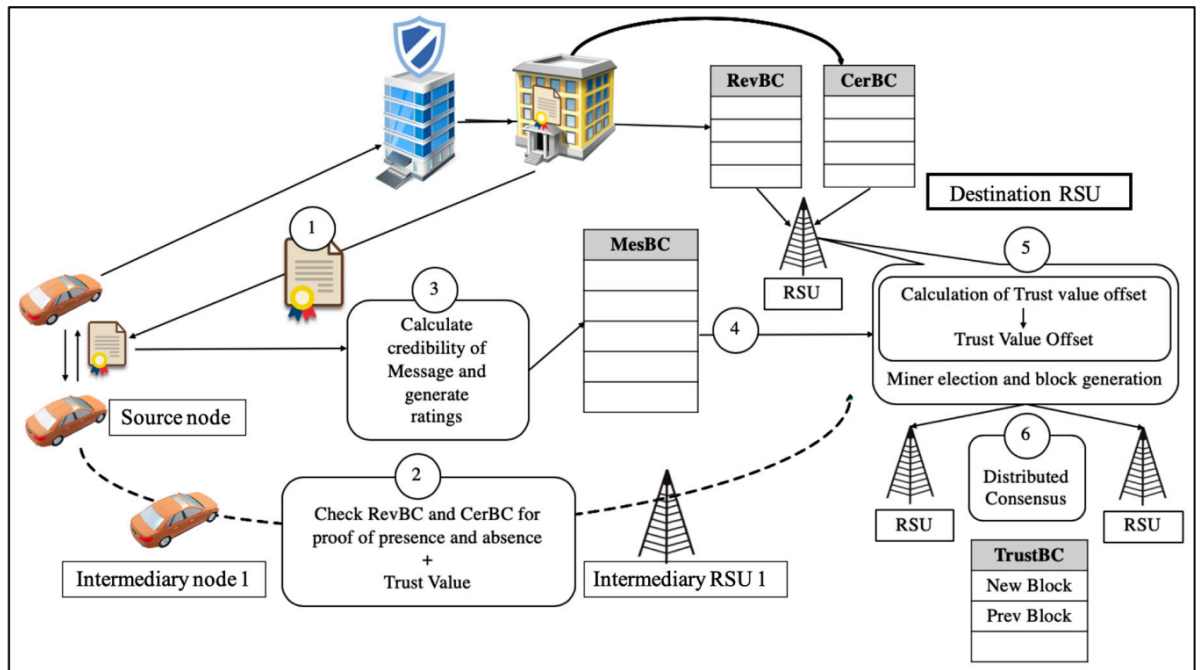 RevBC
CerBC
Destination RSU
1
MesBC
5
RSU
3
Calculate
credibility of
Message and
generate
ratings
4
Calculation of Trust value offset
Trust Value Offset
Miner election and block generation
Source node
2
Check RevBC and CerBC for
proof of presence and absence
+
Trust Value
6
Distributed
Consensus
RSU
RSU
Intermediary node 1
Intermediary RSU 1
TrustBC
New Block
Prev Block